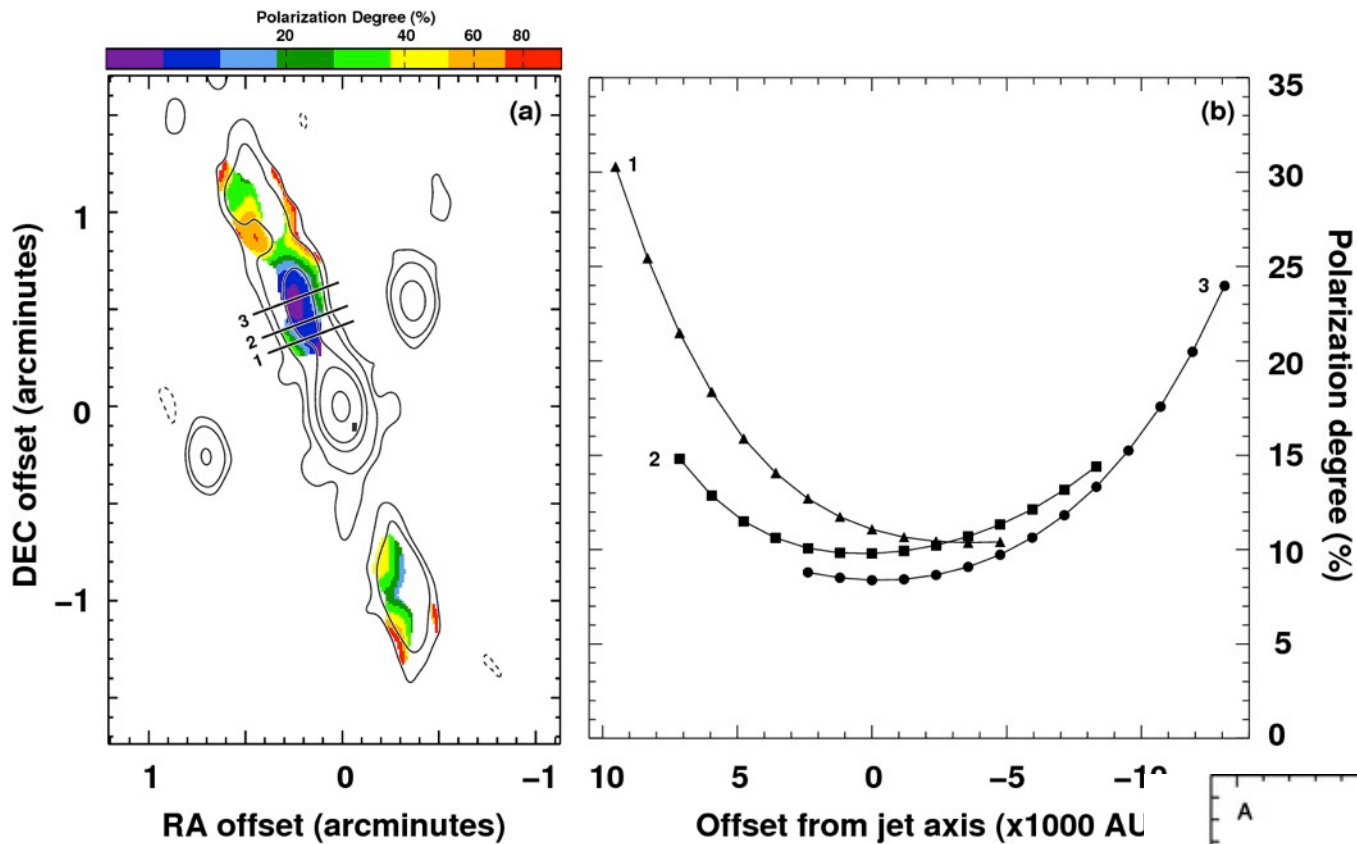 Polarization Degree (%)
20 40 60 80
(a)
3
2
1
1
0
−1
DEC offset (arcminutes)
1 0 −1
RA offset (arcminutes)
(b)
1
2
3
35
30
25
20
15
10
5
0
Polarization degree (%)
10 5 0 −5
Offset from jet axis (x1000 AU
A